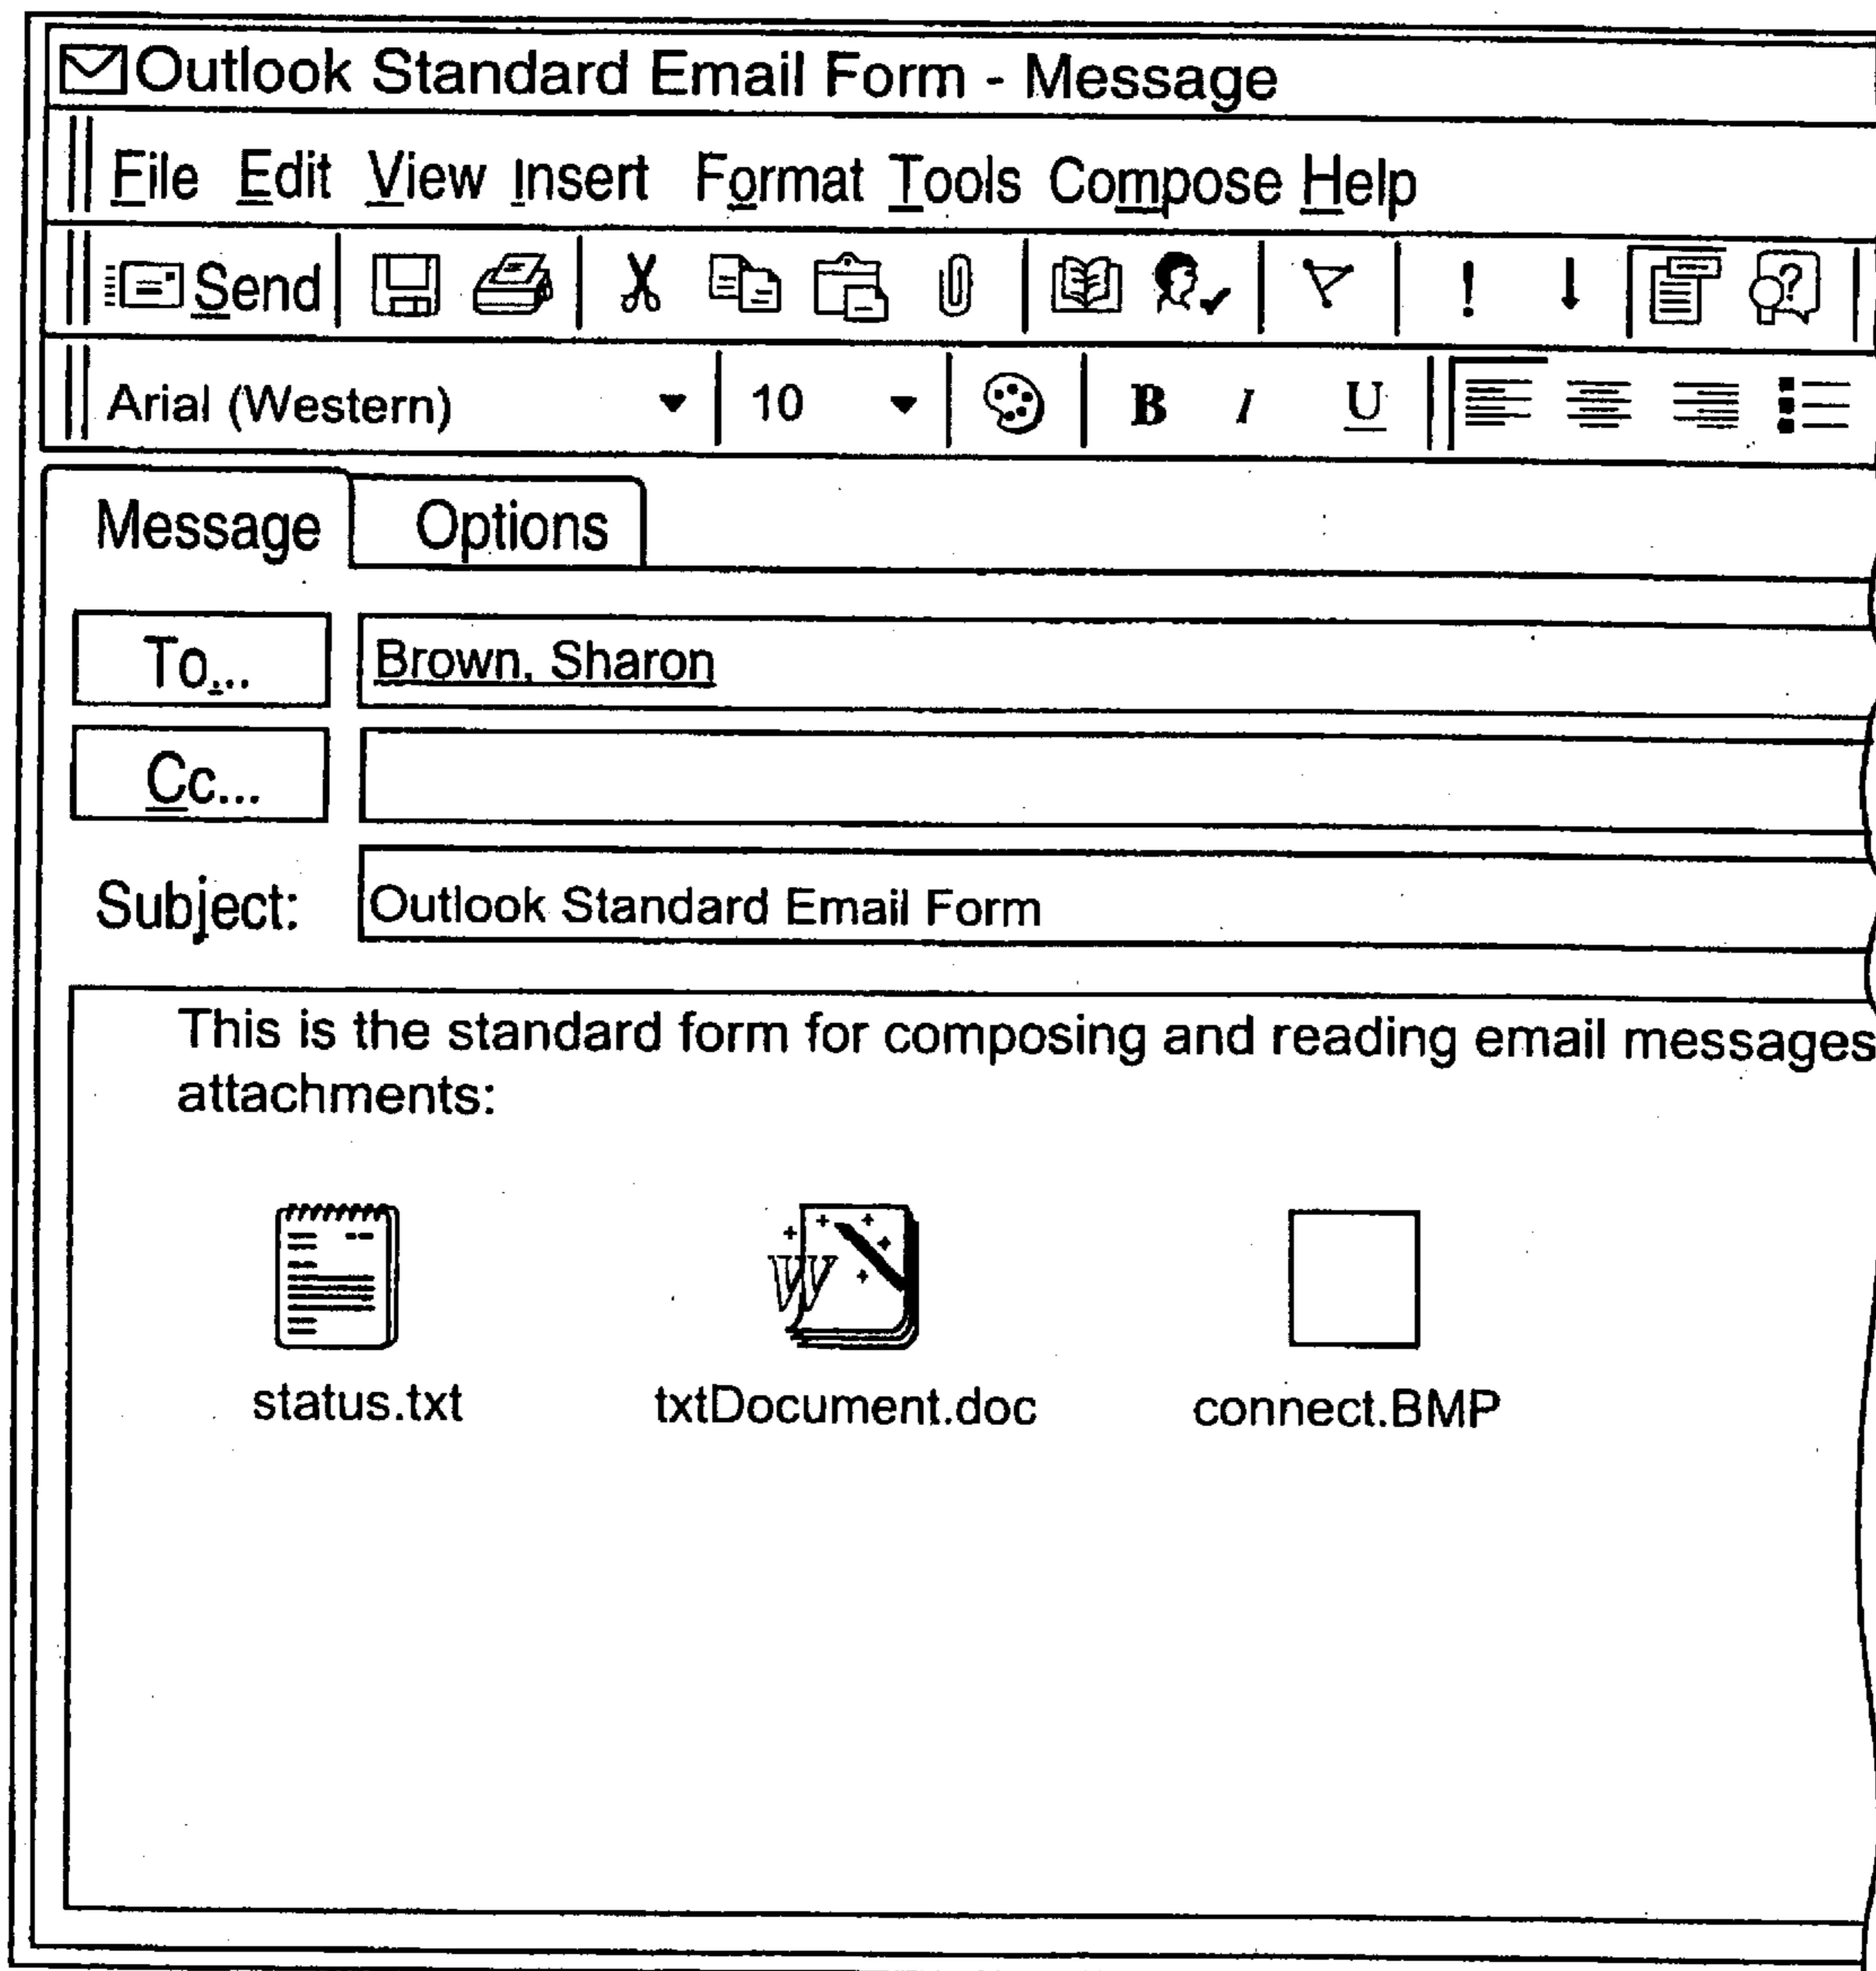 Outlook Standard Email Form - Message
File Edit View Insert Format Tools Compose Help
Send ! ?
Arial (Western) 10 B I U
Message Options
To... Brown, Sharon
Cc...
Subject: Outlook Standard Email Form
This is the standard form for composing and reading email messages
attachments:
W
status.txt txtDocument.doc connect.BMP